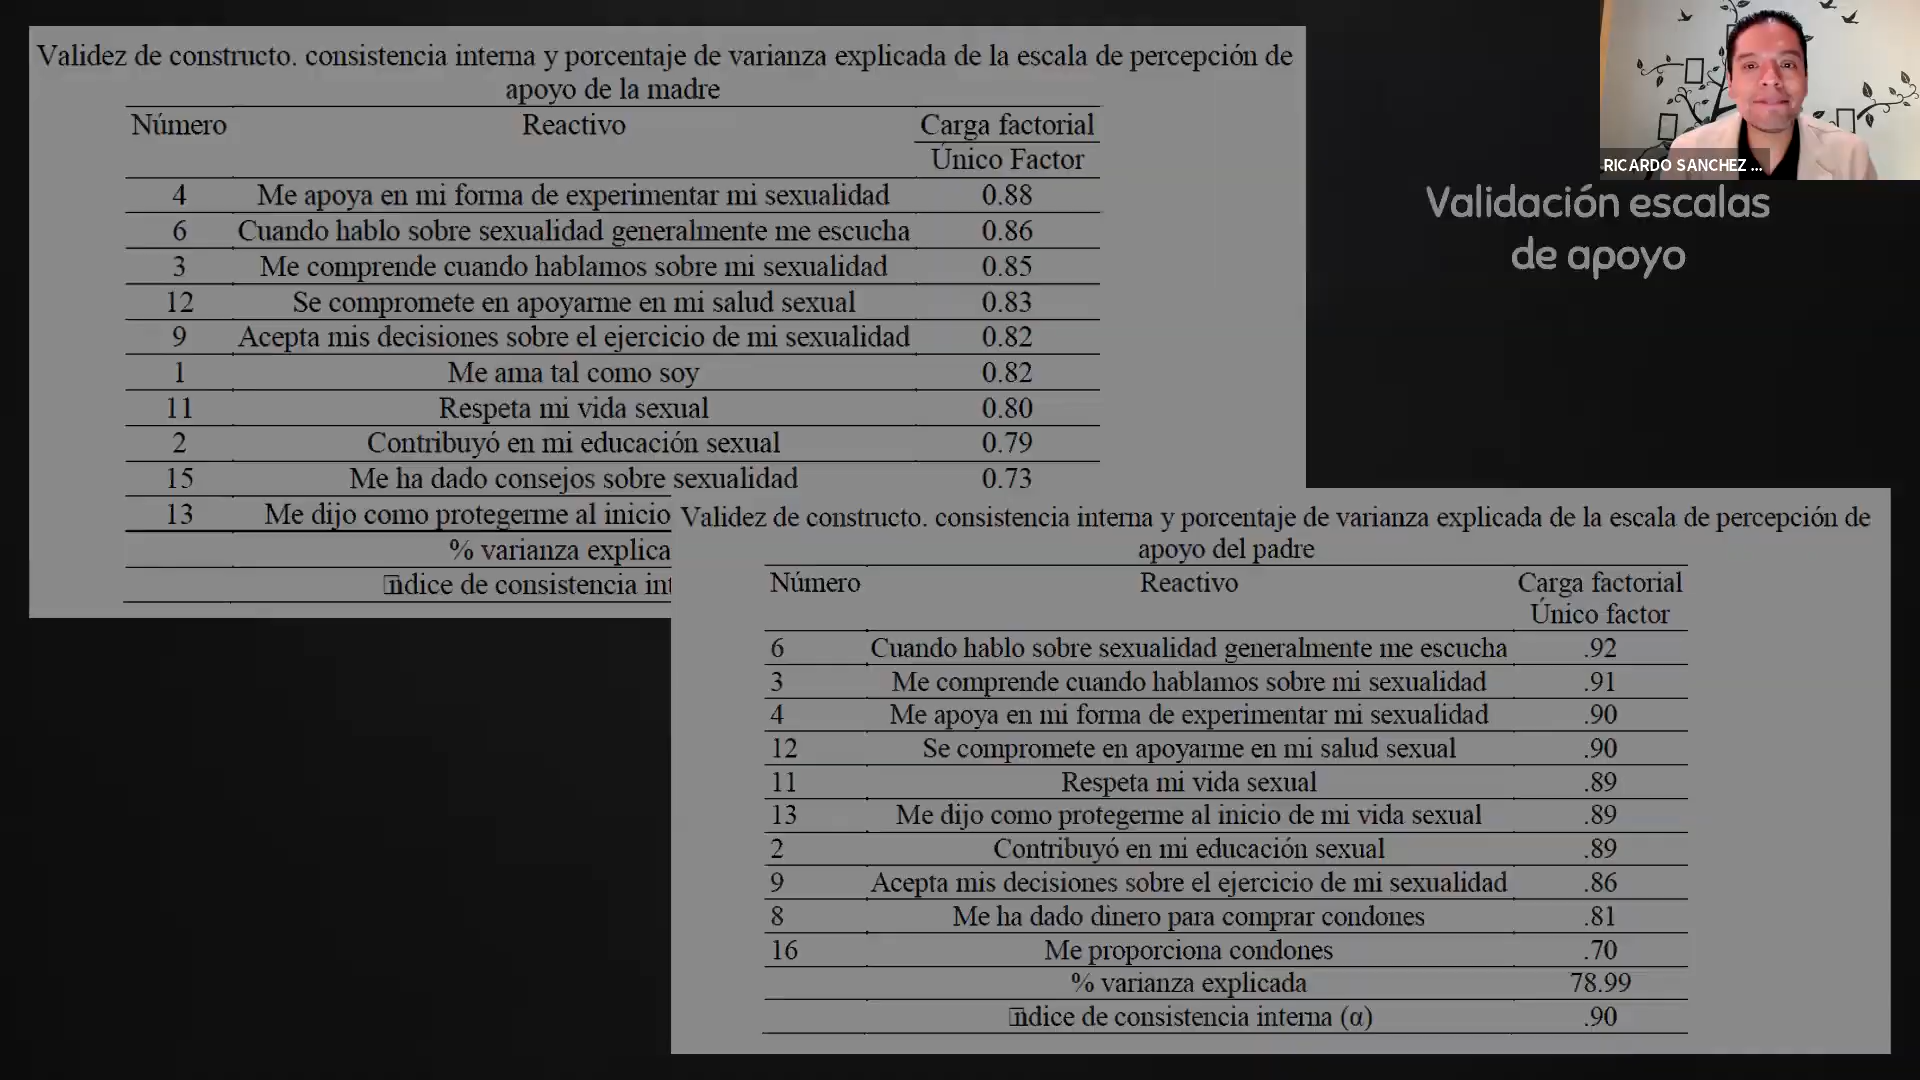 Validez de constructo. consistencia interna y porcentaje de varianza explicada de la escala de percepción de
apoyo de la madre
Número Reactivo Carga factorial
Único Factor
4 Me apoya en mi forma de experimentar mi sexualidad 0.88
6 Cuando hablo sobre sexualidad generalmente me escucha 0.86
3 Me comprende cuando hablamos sobre mi sexualidad 0.85
12 Se compromete en apoyarme en mi salud sexual 0.83
9 Acepta mis decisiones sobre el ejercicio de mi sexualidad 0.82
1 Me ama tal como soy 0.82
11 Respeta mi vida sexual 0.80
2 Contribuyó en mi educación sexual 0.79
15 Me ha dado consejos sobre sexualidad 0.73
13 Me dijo como protegerme al inicio
% varianza explica
ndice de consistencia int
RICARDO SANCHEZ ...
Validación escalas
de apoyo
Validez de constructo. consistencia interna y porcentaje de varianza explicada de la escala de percepción de
apoyo del padre
Número Reactivo Carga factorial
Único factor
6 Cuando hablo sobre sexualidad generalmente me escucha .92
3 Me comprende cuando hablamos sobre mi sexualidad .91
4 Me apoya en mi forma de experimentar mi sexualidad .90
12 Se compromete en apoyarme en mi salud sexual .90
11 Respeta mi vida sexual .89
13 Me dijo como protegerme al inicio de mi vida sexual .89
2 Contribuyó en mi educación sexual .89
9 Acepta mis decisiones sobre el ejercicio de mi sexualidad .86
8 Me ha dado dinero para comprar condones .81
16 Me proporciona condones .70
% varianza explicada 78.99
ndice de consistencia interna (α) .90